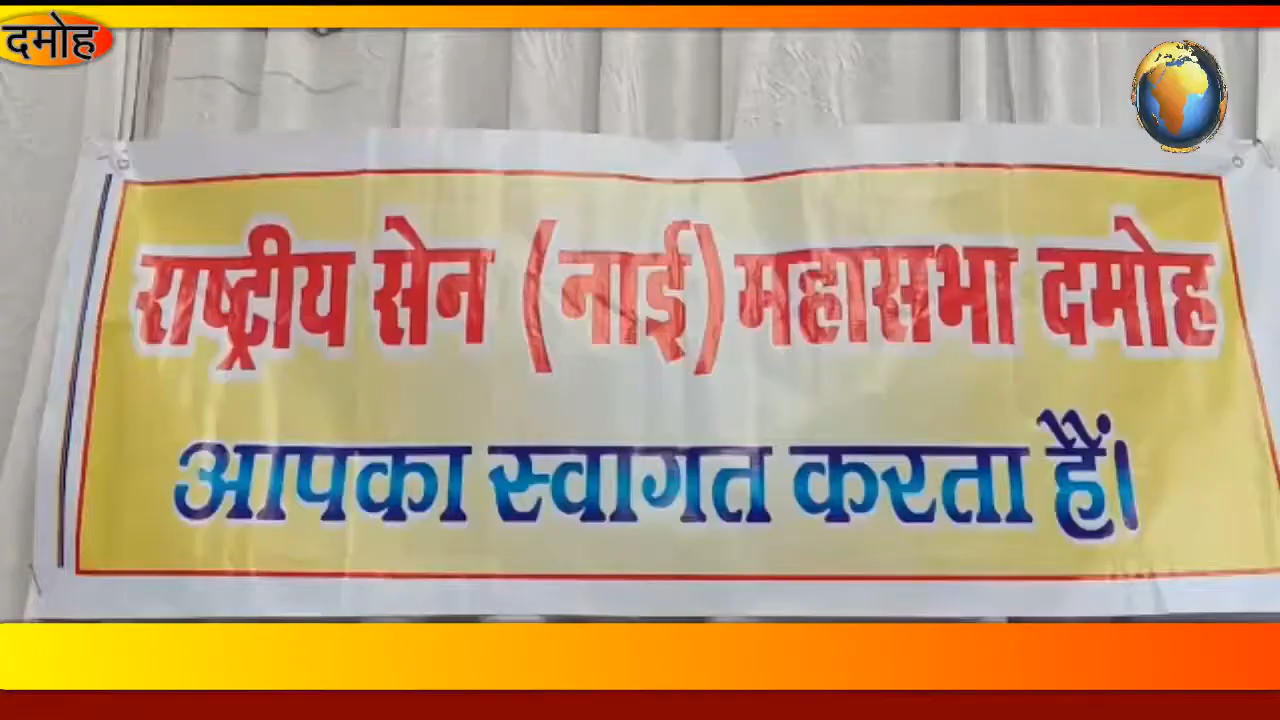 दमोह
राष्ट्रीय सेन (नाई) महासभा दमोह
आपका स्वागत करता हैं।